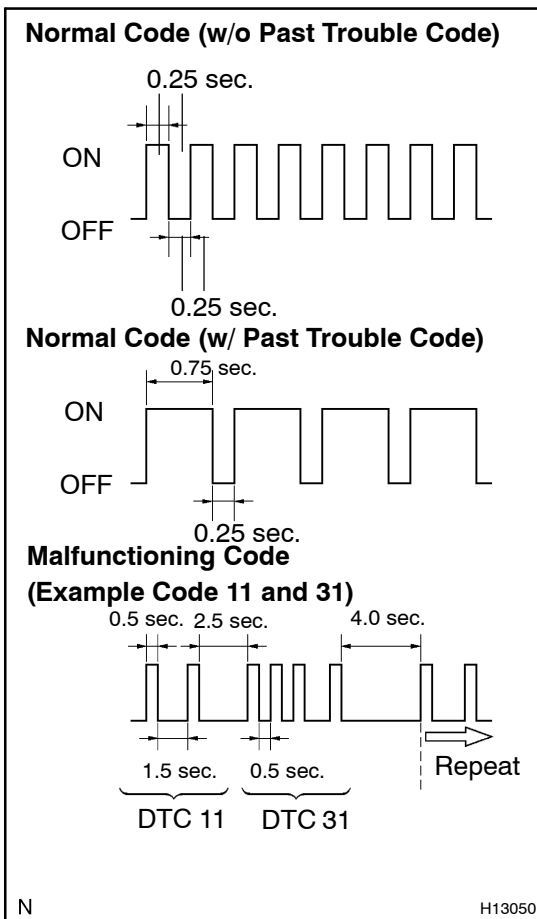 Normal Code (w/o Past Trouble Code)
0.25 sec.
ON
OFF
0.25 sec.
Normal Code (w/ Past Trouble Code)
0.75 sec.
ON
OFF
0.25 sec.
Malfunctioning Code
(Example Code 11 and 31)
0.5 sec. 2.5 sec. 4.0 sec.
1.5 sec. 0.5 sec. Repeat
DTC 11 DTC 31
N H13050